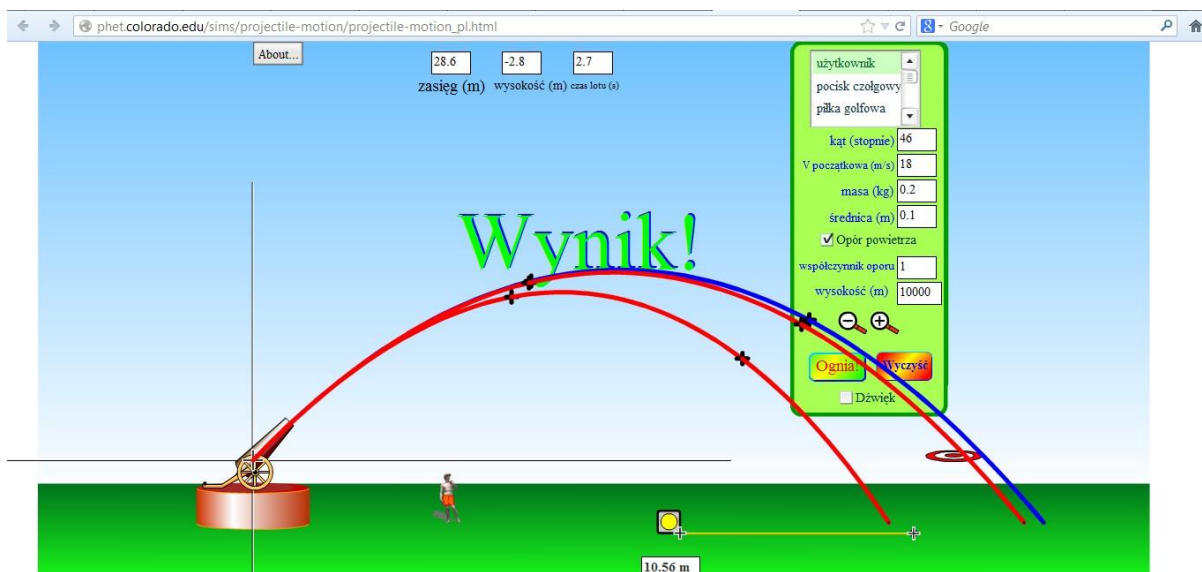 phet.colorado.edu/sims/projectile-motion/projectile-motion_pl.html
8 - Google
About...
28.6 -2.8 2.7
zasięg (m) wysokość (m) czas lotu (s)
użytkownik
pocisk czołgowy
piłka golfowa
kąt (stopnie) 46
V początkowa (m/s) 18
masa (kg) 0.2
średnica (m) 0.1
Opór powietrza
współczynnik oporu 1
wysokość (m) 10000
Ognia! Wyczyść
Dźwięk
Wynik!
10.56 m